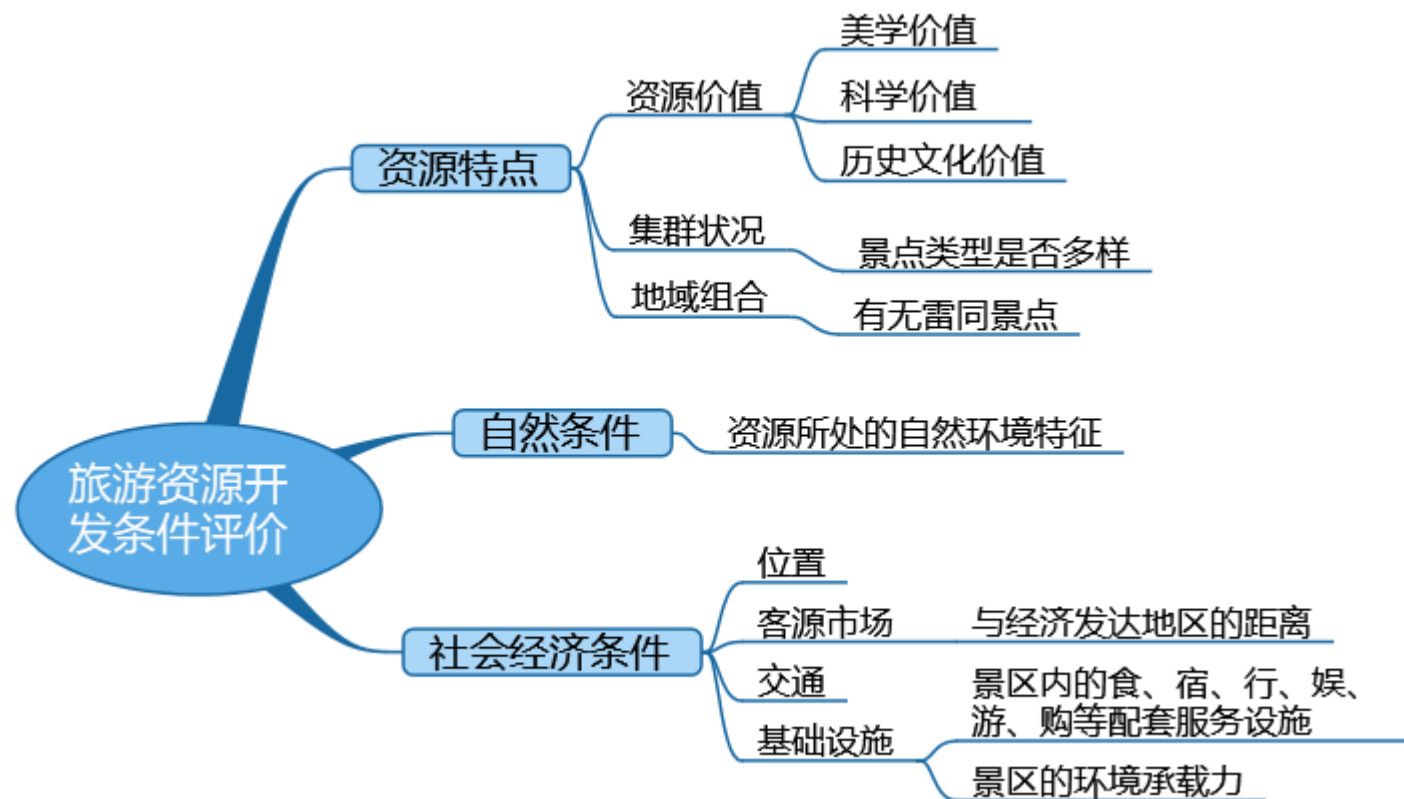 旅游资源开
发条件评价
资源特点
资源价值
美学价值
科学价值
历史文化价值
集群状况
景点类型是否多样
地域组合
有无雷同景点
自然条件
资源所处的自然环境特征
社会经济条件
位置
客源市场
与经济发达地区的距离
交通
基础设施
景区内的食、宿、行、娱、
游、购等配套服务设施
景区的环境承载力